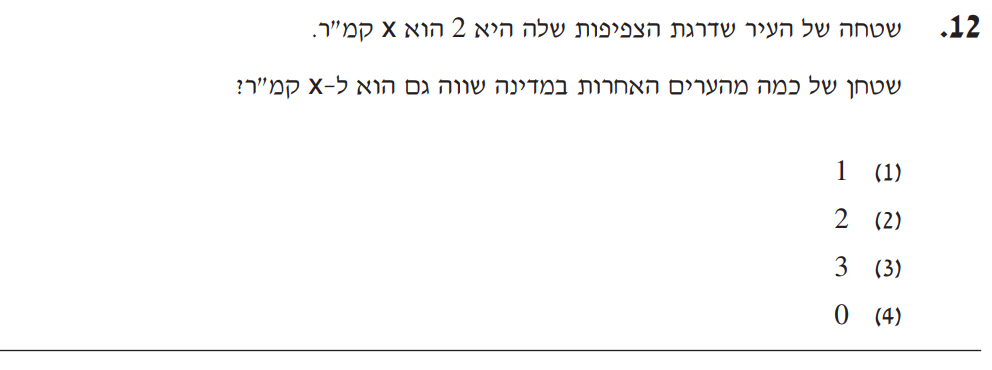 12. שטחה של העיר שדרגת הצפיפות שלה היא 2 הוא x קמ"ר.
שטחן של כמה מהערים האחרות במדינה שווה גם הוא ל-x קמ"ר?
(1) 1
(2) 2
(3) 3
(4) 0